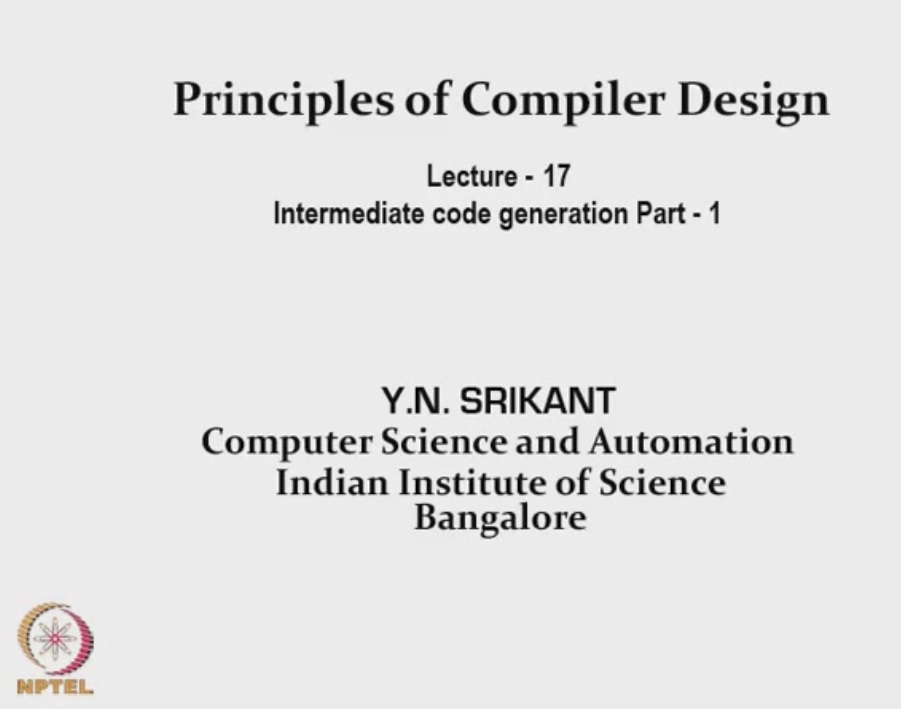 Principles of Compiler Design
Lecture - 17
Intermediate code generation Part - 1
Y.N. SRIKANT
Computer Science and Automation
Indian Institute of Science
Bangalore
NPTEL